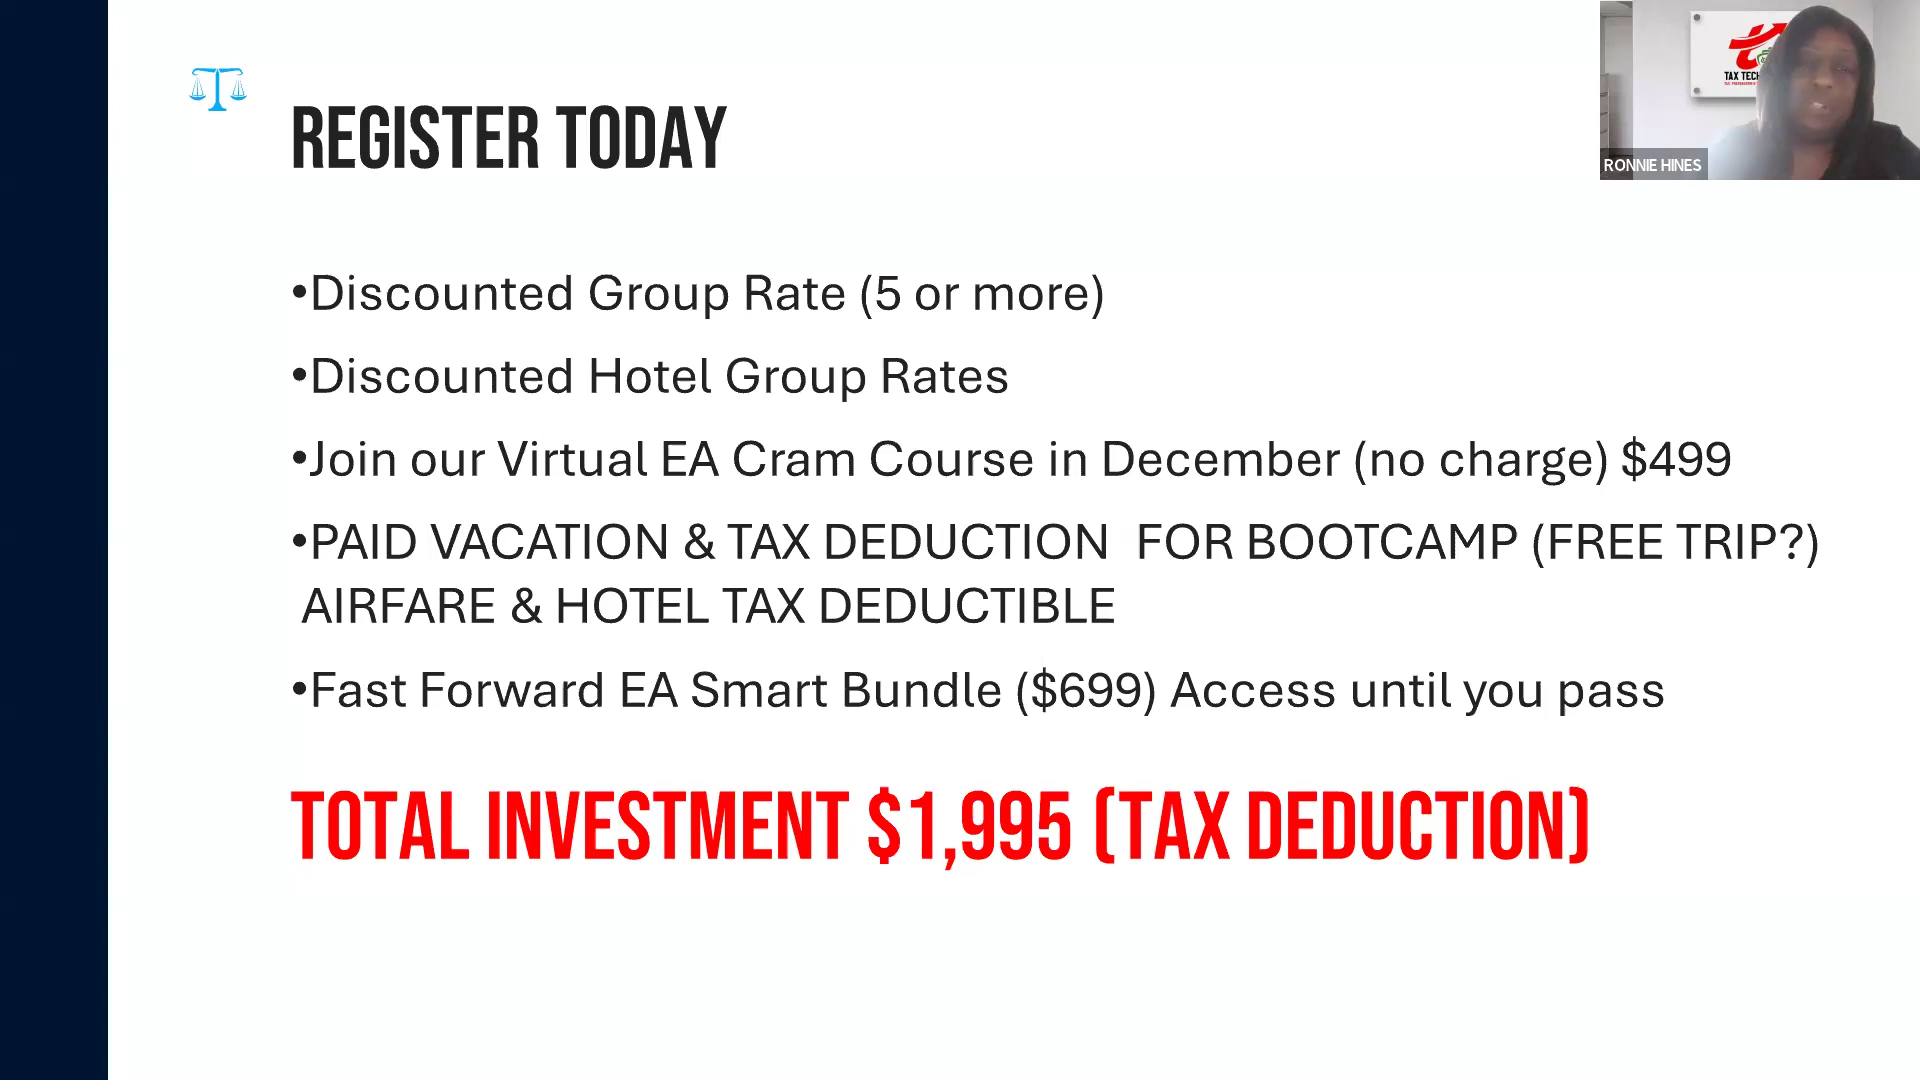 REGISTER TODAY
•Discounted Group Rate (5 or more)
•Discounted Hotel Group Rates
•Join our Virtual EA Cram Course in December (no charge) $499
•PAID VACATION & TAX DEDUCTION FOR BOOTCAMP (FREE TRIP?)
AIRFARE & HOTEL TAX DEDUCTIBLE
•Fast Forward EA Smart Bundle ($699) Access until you pass
TOTAL INVESTMENT $1,995 (TAX DEDUCTION)
TAX TECH
RONNIE HINES